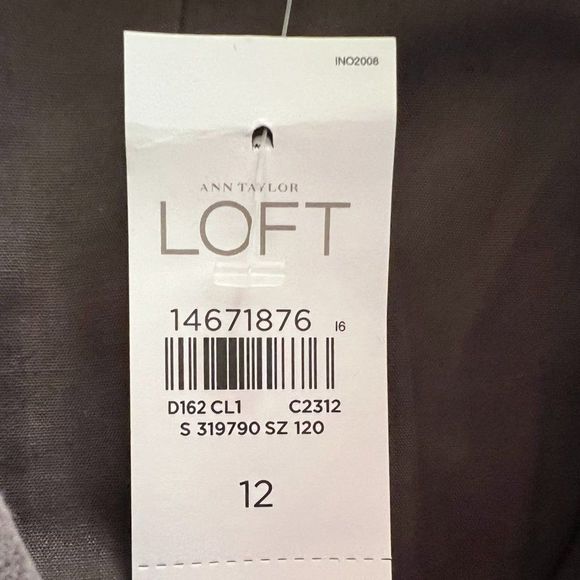 INO2008
ANN TAYLOR
LOFT
14671876 I6
D162 CL1 C2312
S 319790 SZ 120
12